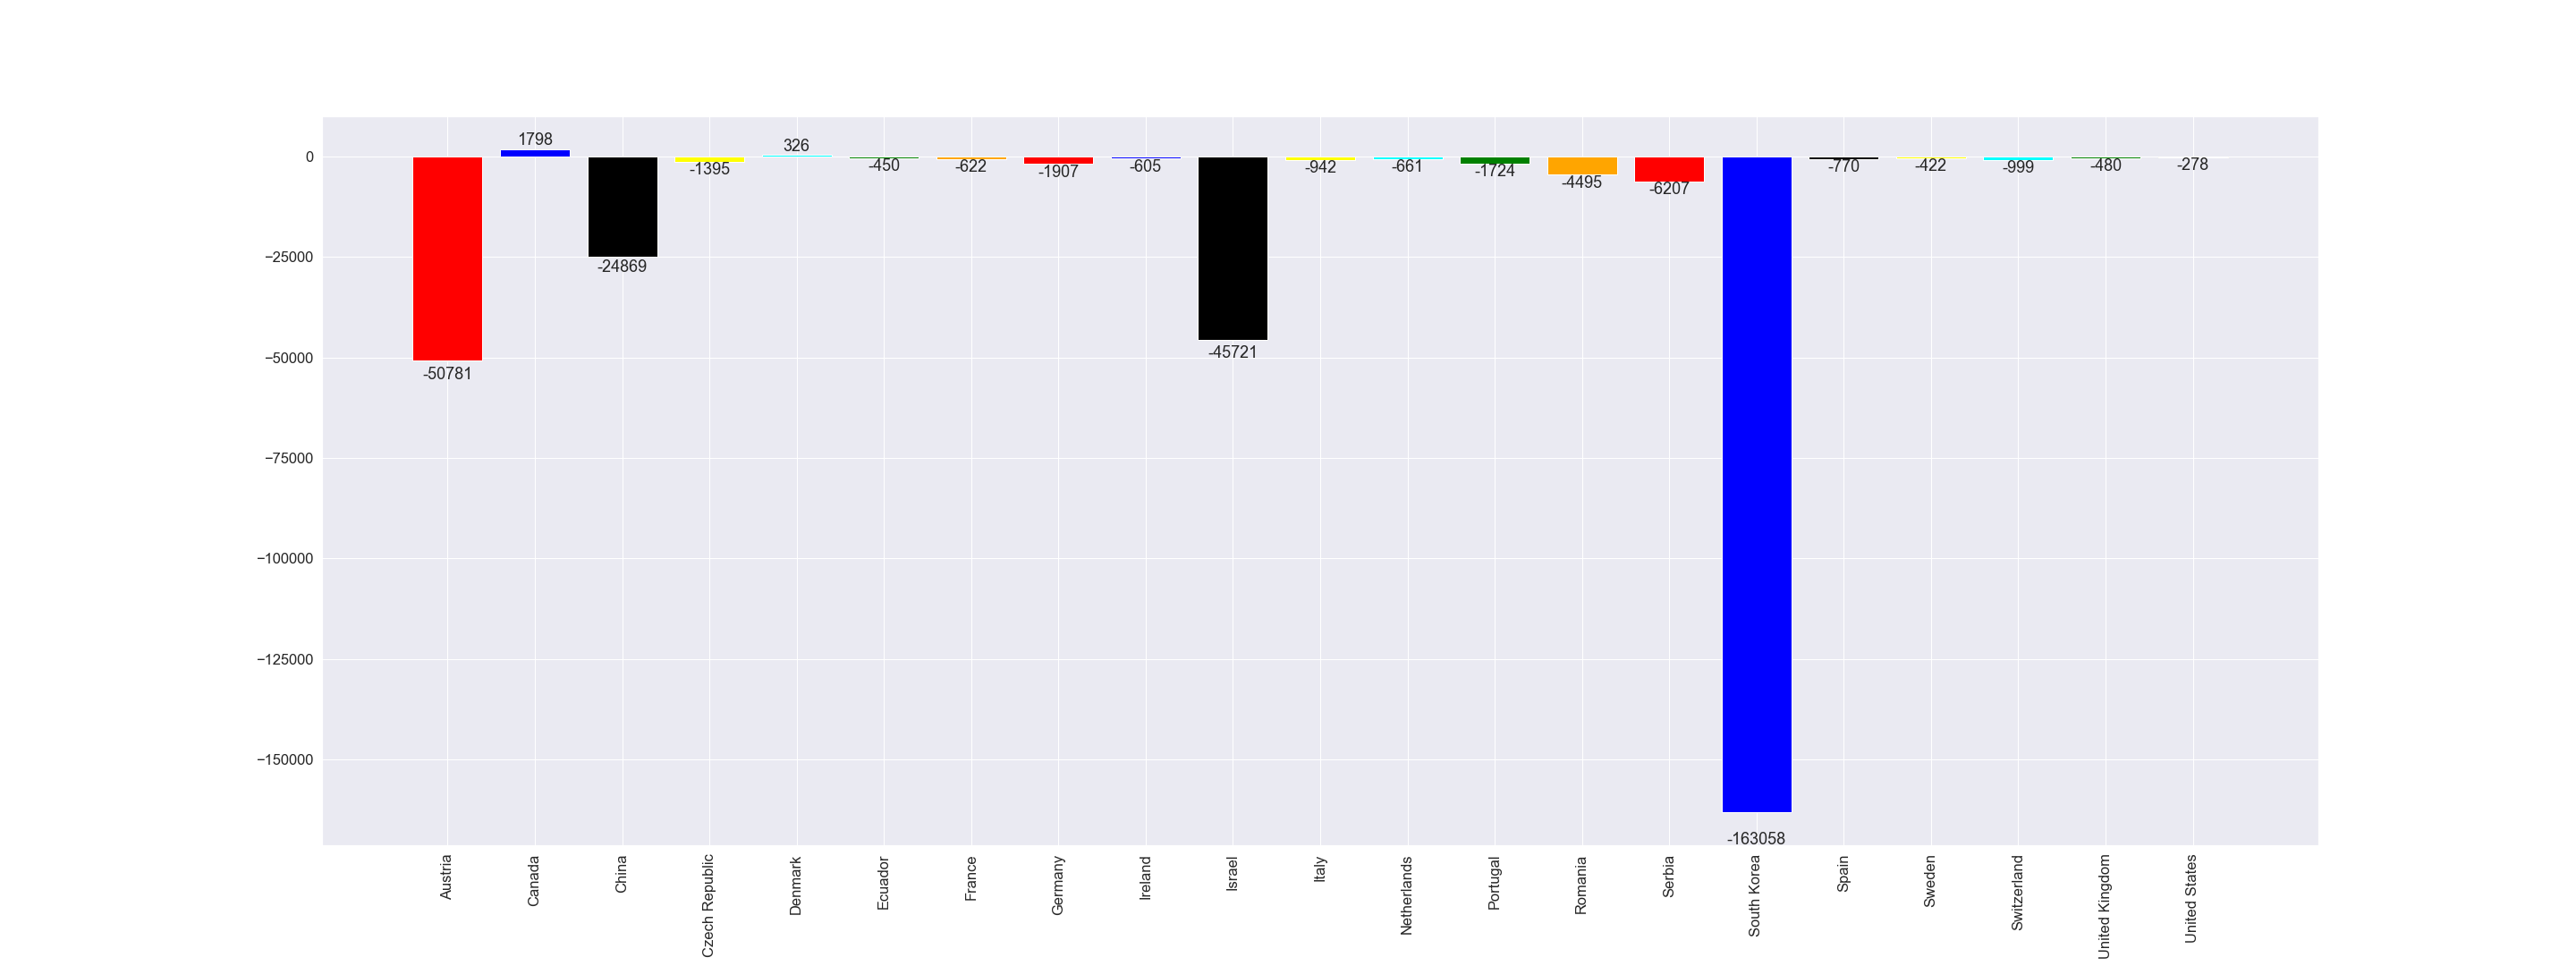 1798
326
0
-1395
-450
-622
-1907
-605
-942
-661
-1724
-4495
-6207
-770
-422
-999
-480
-278
−25000
-24869
−50000
-45721
-50781
−75000
−100000
−125000
−150000
-163058
Austria
Canada
China
Czech Republic
Denmark
Ecuador
France
Germany
Ireland
Israel
Italy
Netherlands
Portugal
Romania
Serbia
South Korea
Spain
Sweden
Switzerland
United Kingdom
United States